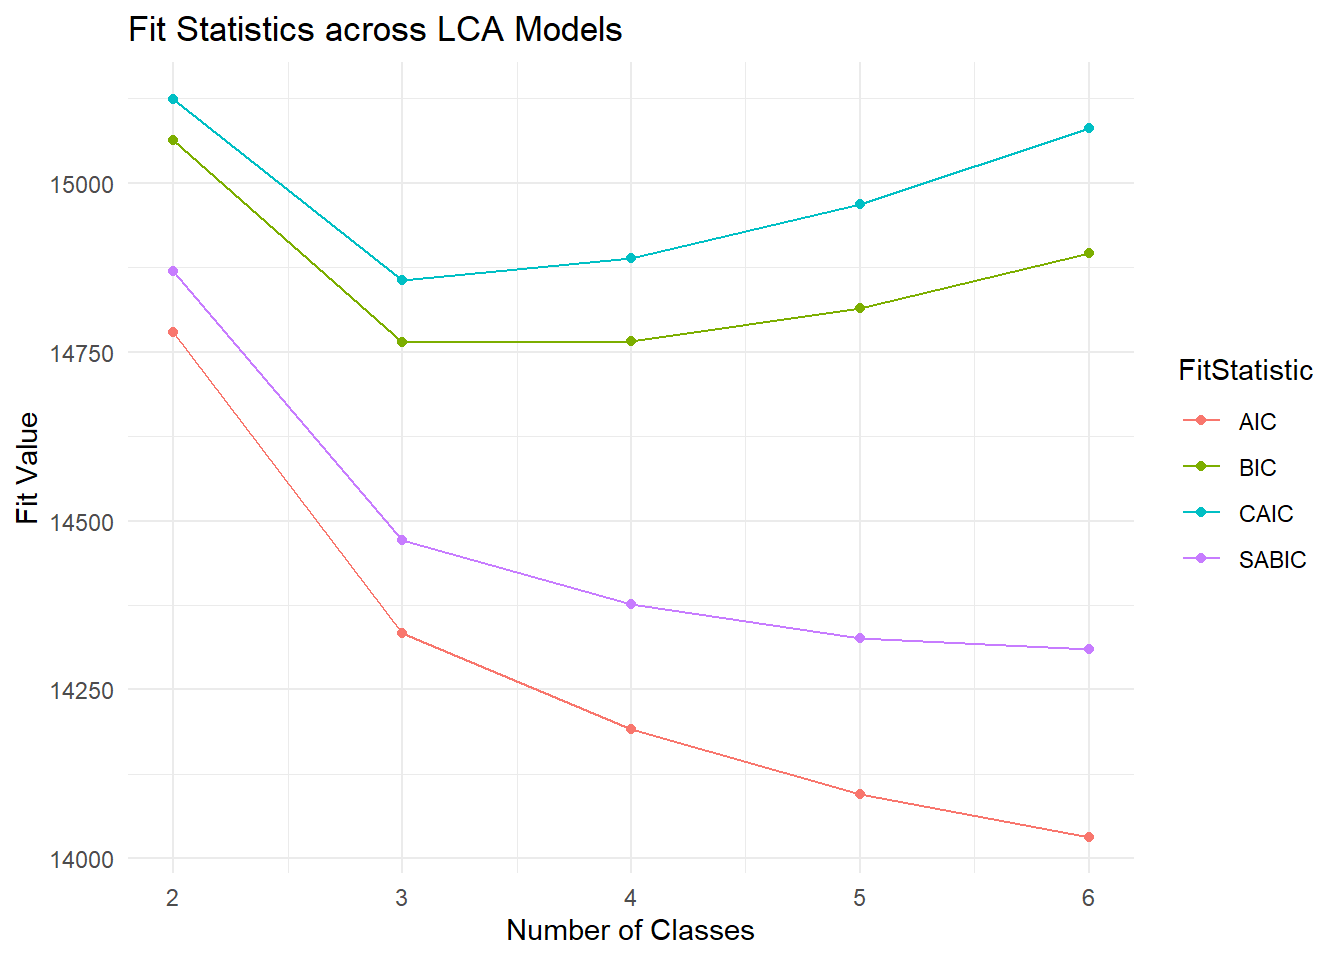 Fit Statistics across LCA Models
Fit Value
15000
14750
14500
14250
14000
2 3 4 5 6
Number of Classes
FitStatistic
AIC
BIC
CAIC
SABIC